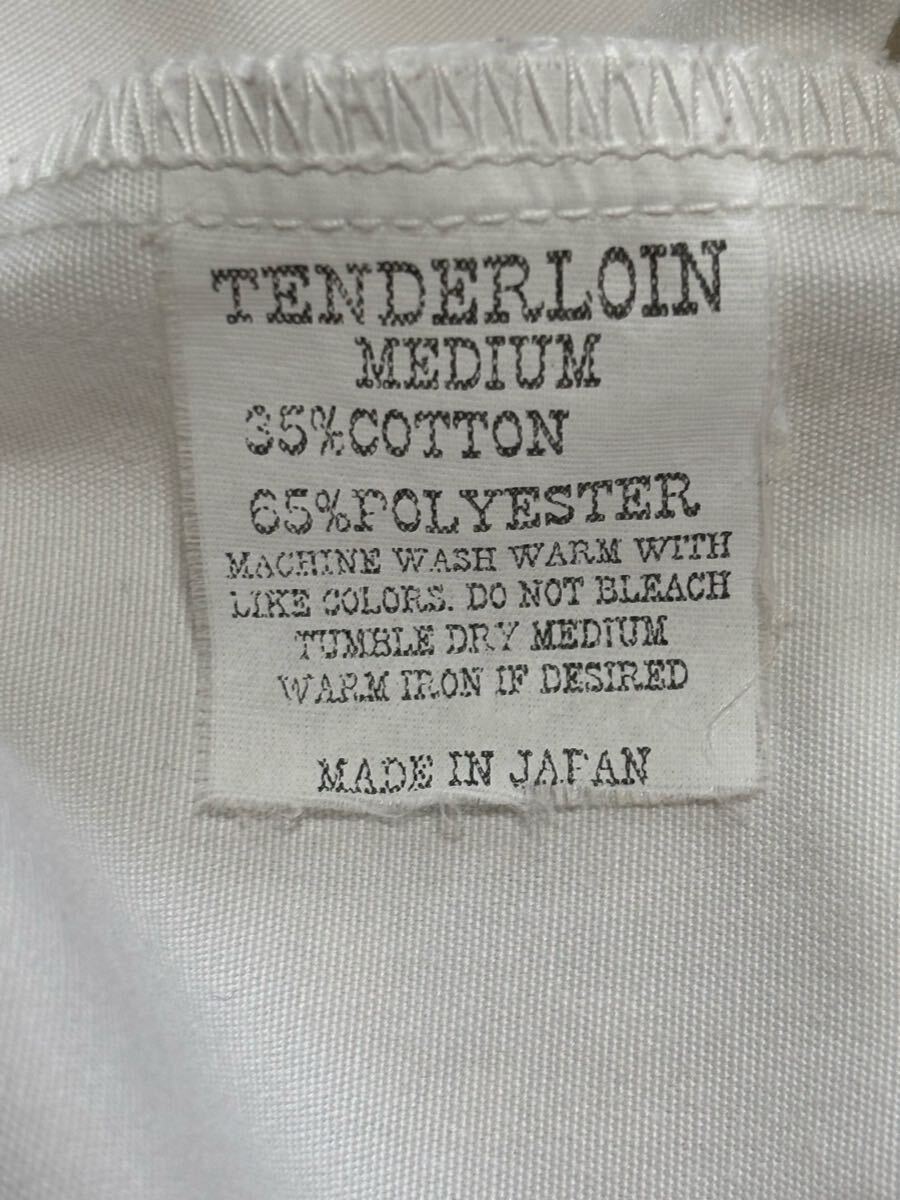 TENDERLOIN
MEDIUM
35%COTTON
65%POLYESTER
MACHINE WASH WARM WITH
LIKE COLORS. DO NOT BLEACH
TUMBLE DRY MEDIUM
WARM IRON IF DESIRED
MADE IN JAPAN